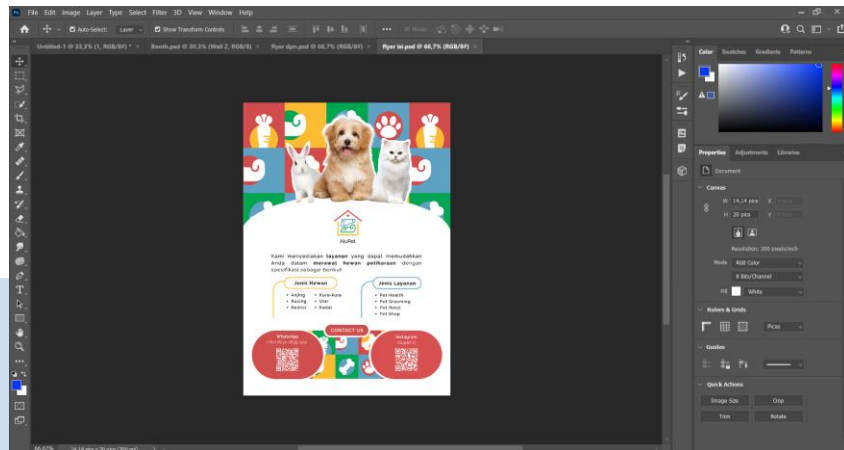 File Edit Image Layer Type Select Filter 3D View Window Help
Auto-Select: Layer Show Transform Controls
Untitled-1 @ 33,3% (1, RGB/8#) *
Booth.psd @ 30,3% (Wall 2, RGB/8)
flyer dpn.psd @ 66,7% (RGB/8#)
flyer isi.psd @ 66,7% (RGB/8#)
Color Swatches Gradients Patterns
Properties Adjustments Libraries
Document
Canvas
W 14,14 pica X
H 20 pica Y
Resolution: 300 pixels/inch
Mode RGB Color
8 Bits/Channel
Fill White
Rulers & Grids
Picas
Guides
Quick Actions
Image Size Crop
Trim Rotate
Kami menyediakan layanan yang dapat memudahkan
Anda dalam merawat hewan peliharaan dengan
spesifikasi sebagai berikut:
Jenis Hewan
Anjing
Kucing
Kelinci
Kura-kura
Ular
Jenis Layanan
Pet Health
Pet Grooming
Pet Hotel
Pet Shop
CONTACT US
WhatsApp
Instagram
66,67%